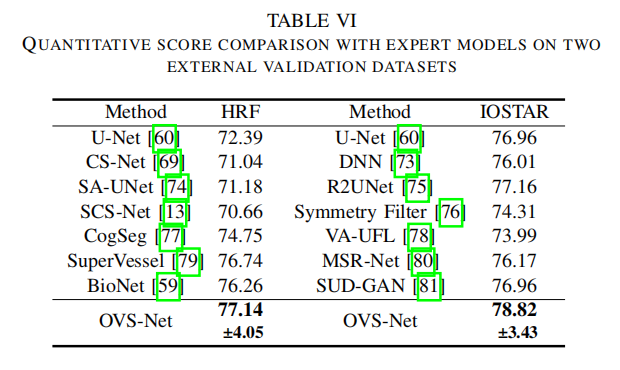 TABLE VI
QUANTITATIVE SCORE COMPARISON WITH EXPERT MODELS ON TWO
EXTERNAL VALIDATION DATASETS
Method HRF Method IOSTAR
U-Net [60] 72.39 U-Net [60] 76.96
CS-Net [69] 71.04 DNN [73] 76.01
SA-UNet [74] 71.18 R2UNet [75] 77.16
SCS-Net [13] 70.66 Symmetry Filter [76] 74.31
CogSeg [77] 74.75 VA-UFL [78] 73.99
SuperVessel [79] 76.74 MSR-Net [80] 76.17
BioNet [59] 76.26 SUD-GAN [81] 76.96
OVS-Net 77.14 ±4.05 OVS-Net 78.82 ±3.43